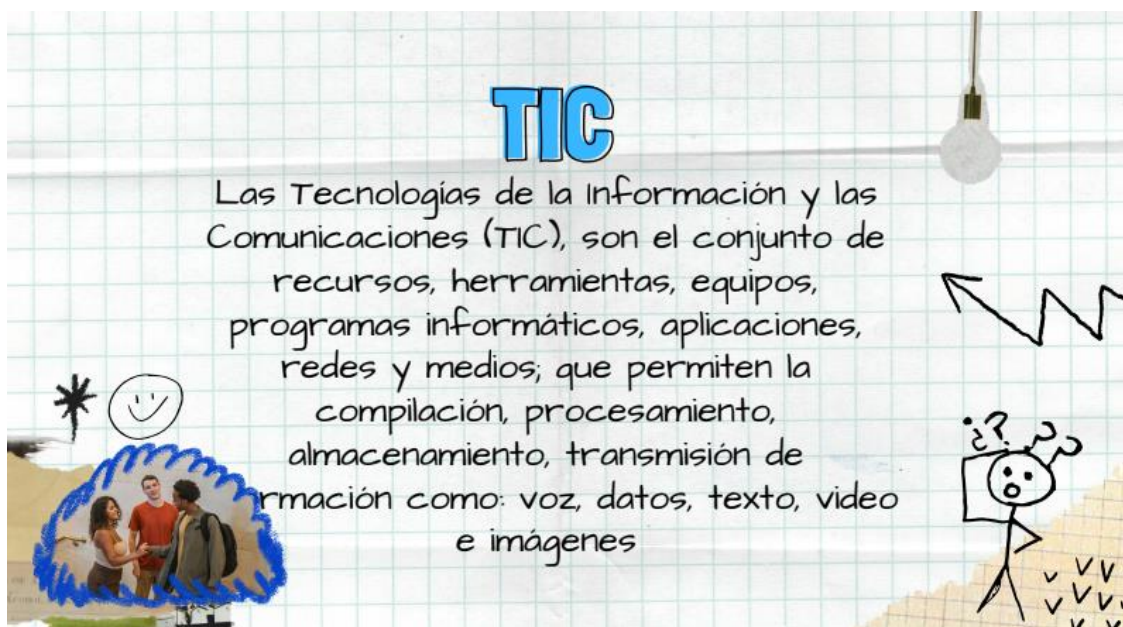 TIC
Las Tecnologías de la Información y las
Comunicaciones (TIC), son el conjunto de
recursos, herramientas, equipos,
programas informáticos, aplicaciones,
redes y medios; que permiten la
compilación, procesamiento,
almacenamiento, transmisión de
rmación como: voz, datos, texto, video
e imágenes
¿?